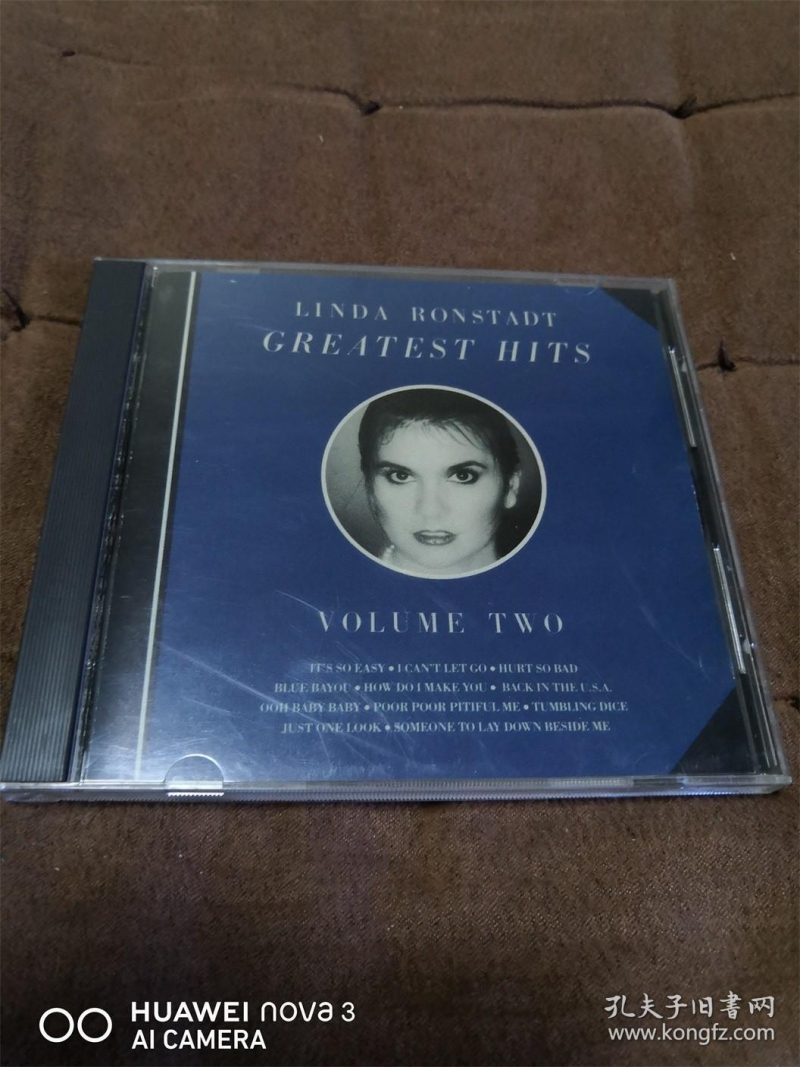 LINDA RONSTADT
GREATEST HITS
VOLUME TWO
IT'S SO EASY • I CAN'T LET GO • HURT SO BAD
BLUE BAYOU • HOW DO I MAKE YOU • BACK IN THE U.S.A.
OOH BABY BABY • POOR POOR PITIFUL ME • TUMBLING DICE
JUST ONE LOOK • SOMEONE TO LAY DOWN BESIDE ME
HUAWEI nova 3
AI CAMERA
孔夫子旧書网
www.kongfz.com